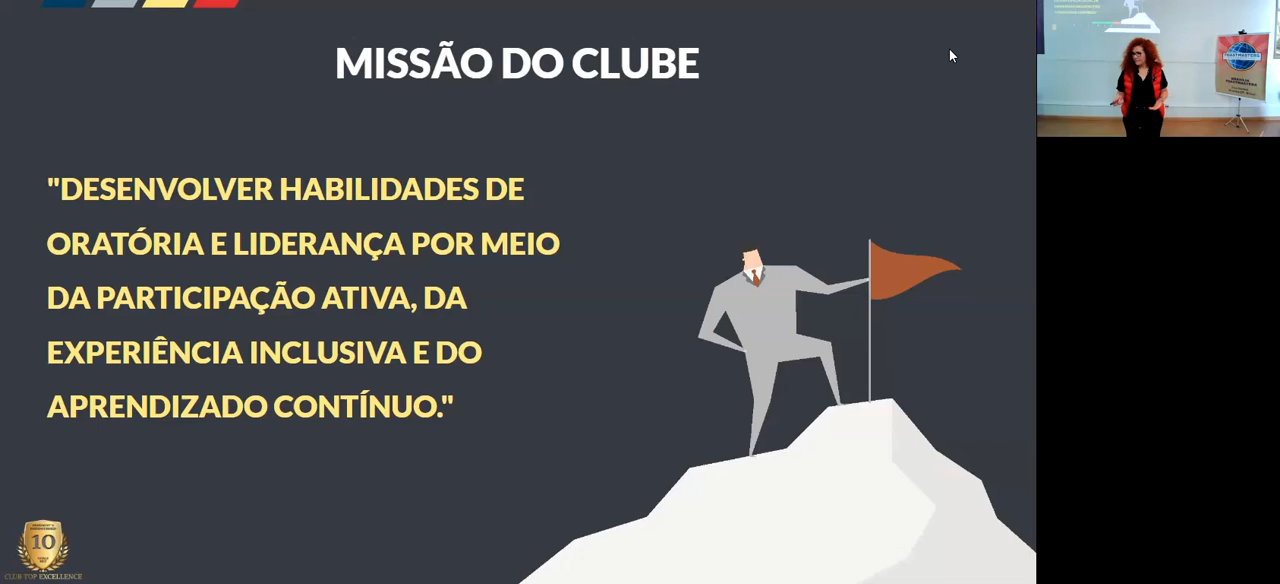 MISSÃO DO CLUBE
"DESENVOLVER HABILIDADES DE
ORATÓRIA E LIDERANÇA POR MEIO
DA PARTICIPAÇÃO ATIVA, DA
EXPERIÊNCIA INCLUSIVA E DO
APRENDIZADO CONTÍNUO."
10
CLUB TOP EXCELLENCE
TOASTMASTERS